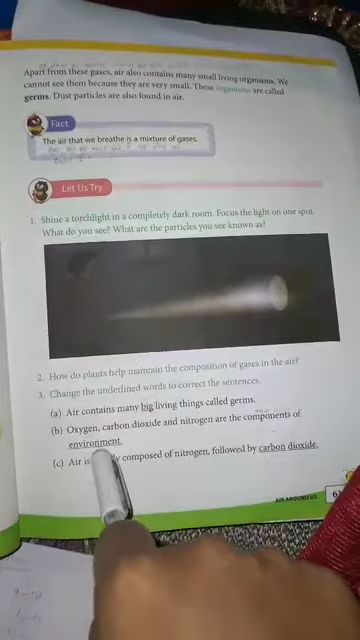 Apart from these gases, air also contains many small living organisms. We
cannot see them because they are very small. These organisms are called
germs. Dust particles are also found in air.
Fact
The air that we breathe is a mixture of gases.
Let Us Try
1. Shine a torchlight in a completely dark room. Focus the light on one spot.
What do you see? What are the particles you see known as?
2. How do plants help maintain the composition of gases in the air?
3. Change the underlined words to correct the sentences.
(a) Air contains many big living things called germs.
(b) Oxygen, carbon dioxide and nitrogen are the components of
environment.
(c) Air is composed of nitrogen, followed by carbon dioxide.
AIR AROUND US